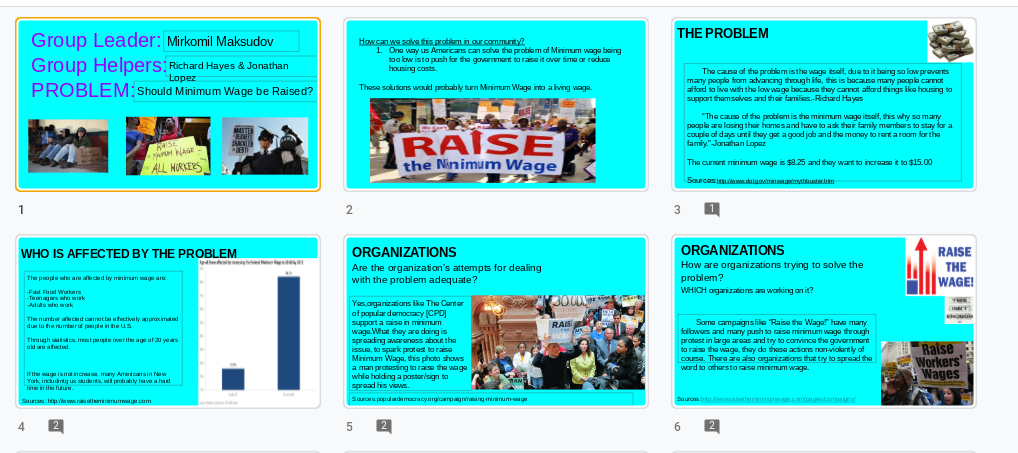 Group Leader: Mirkomil Maksudov
Group Helpers: Richard Hayes & Jonathan
Lopez
PROBLEM: Should Minimum Wage be Raised?
RAISE
MINIMUM WAGE
ALL WORKERS
MASTER
DEGREE
DEBT!
1
How can we solve this problem in our community?
1. One way us Americans can solve the problem of Minimum wage being
too low is to push for the government to raise it over time or reduce
housing costs.
These solutions would probably turn Minimum Wage into a living wage.
RAISE
the Minimum Wage
2
THE PROBLEM
The cause of the problem is the wage itself, due to it being so low prevents
many people from advancing through life, this is because many people cannot
afford to live with the low wage because they cannot afford things like housing to
support themselves and their families.-Richard Hayes
"The cause of the problem is the minimum wage itself, this why so many
people are losing their homes and have to ask their family members to stay for a
couple of days until they get a good job and the money to rent a room for the
family."-Jonathan Lopez
The current minimum wage is $8.25 and they want to increase it to $15.00
Sources:http://www.dol.gov/minwage/mythbuster.htm
3
1
WHO IS AFFECTED BY THE PROBLEM
The people who are affected by minimum wage are:
-Fast Food Workers
-Teenagers who work
-Adults who work
The number affected cannot be effectively approximated
due to the number of people in the U.S.
Through statistics, most people over the age of 20 years
old are affected.
If the wage is not increase, many Americans in New
York, including us students, will probably have a hard
time in the future.
Sources: http://www.raisetheminimumwage.com
4
2
ORGANIZATIONS
Are the organization's attempts for dealing
with the problem adequate?
Yes,organizations like The Center
of popular democracy [CPD]
support a raise in minimum
wage.What they are doing is
spreading awareness about the
issue, to spark protest to raise
Minimum Wage, this photo shows
a man protesting to raise the wage
while holding a poster/sign to
spread his views.
RAISE
Sources:populardemocracy.org/campaign/raising-minimum-wage
5
2
ORGANIZATIONS
How are organizations trying to solve the
problem?
WHICH organizations are working on it?
RAISE
THE
WAGE!
ENOUGH
Some campaigns like "Raise the Wage!" have many
followers and many push to raise minimum wage through
protest in large areas and try to convince the government
to raise the wage, they do these actions non-violently of
course. There are also organizations that try to spread the
word to others to raise minimum wage.
Raise
Workers'
Wages
Sources:http://www.raisetheminimumwage.com/pages/campaigns/
6
2